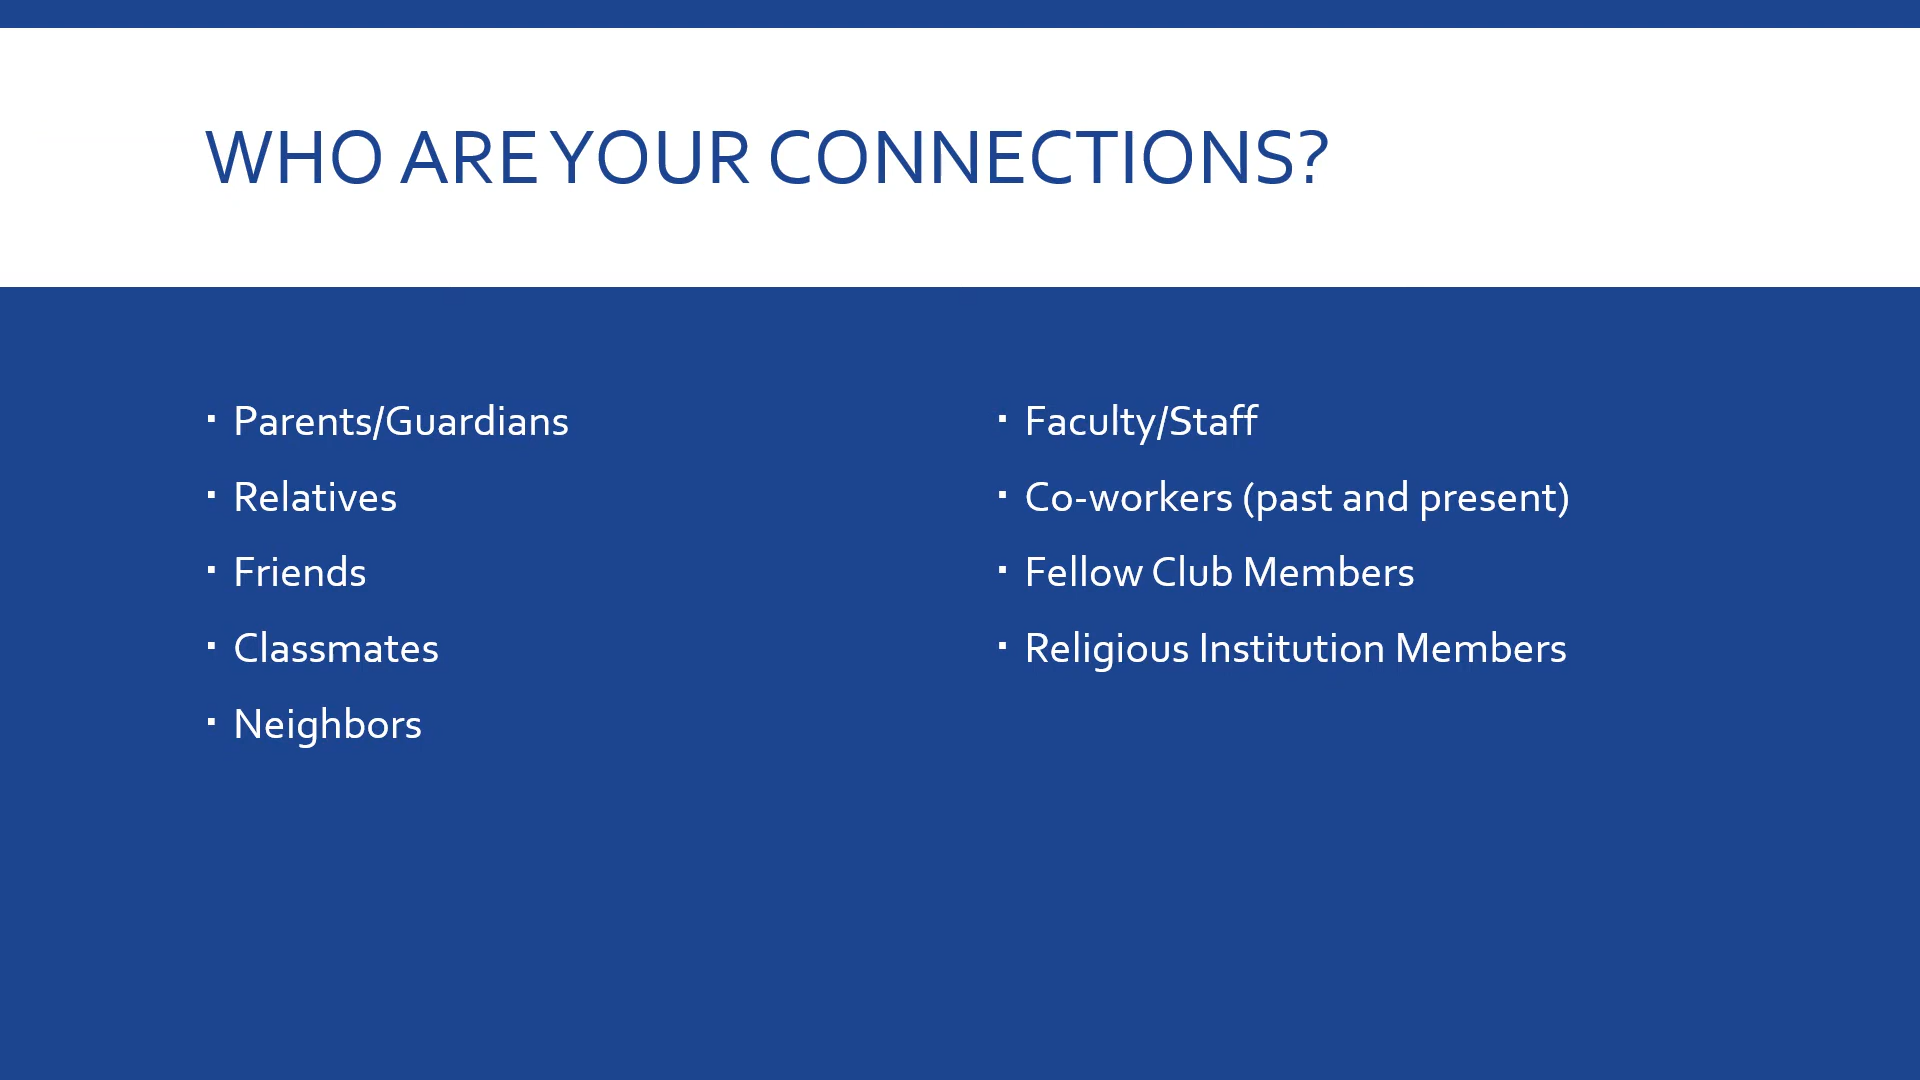 WHO ARE YOUR CONNECTIONS?
▪ Parents/Guardians
▪ Relatives
▪ Friends
▪ Classmates
▪ Neighbors
▪ Faculty/Staff
▪ Co-workers (past and present)
▪ Fellow Club Members
▪ Religious Institution Members